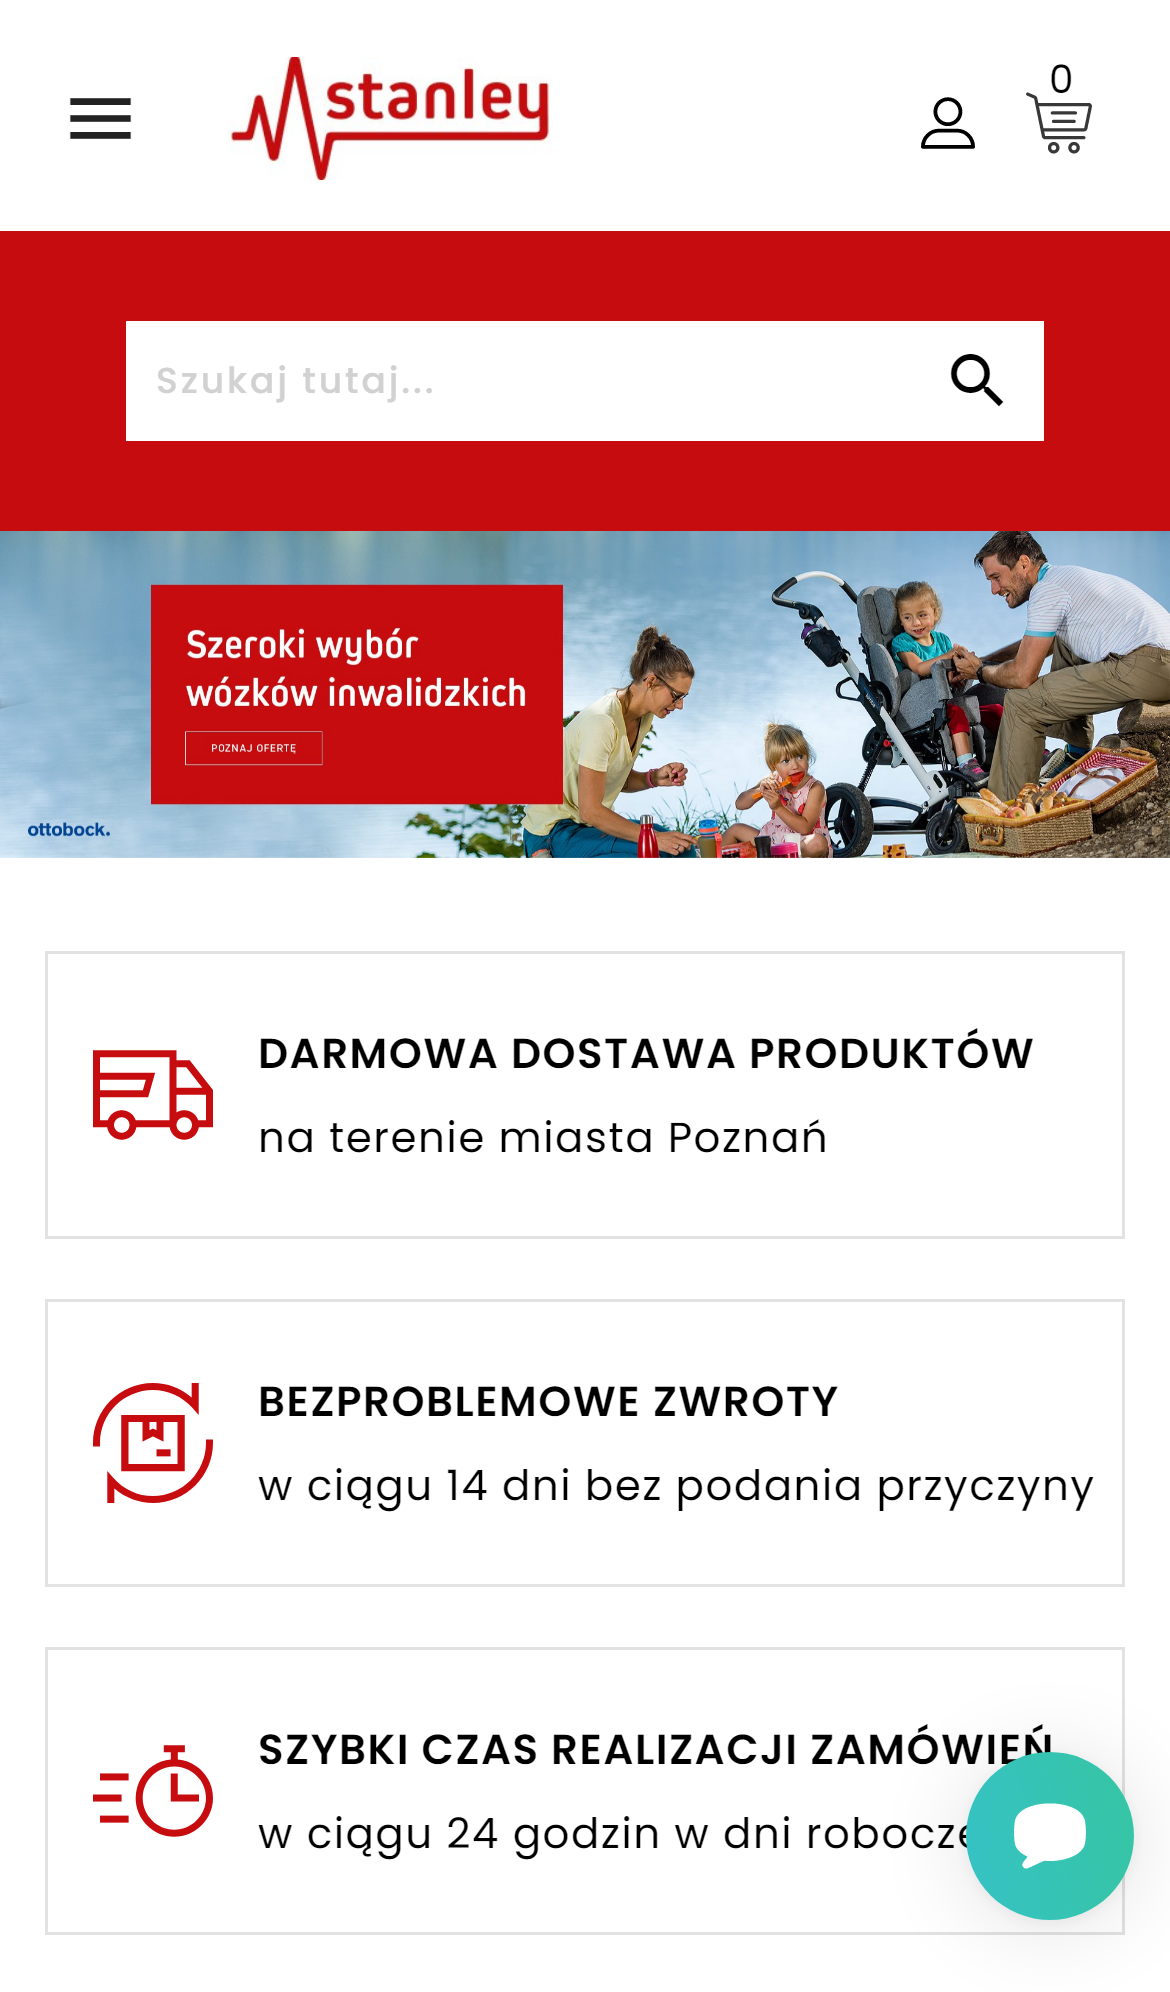 stanley
0
Szukaj tutaj...
Szeroki wybór
wózków inwalidzkich
POZNAJ OFERTĘ
ottobock.
DARMOWA DOSTAWA PRODUKTÓW
na terenie miasta Poznań
BEZPROBLEMOWE ZWROTY
w ciągu 14 dni bez podania przyczyny
SZYBKI CZAS REALIZACJI ZAMÓWIEŃ
w ciągu 24 godzin w dni